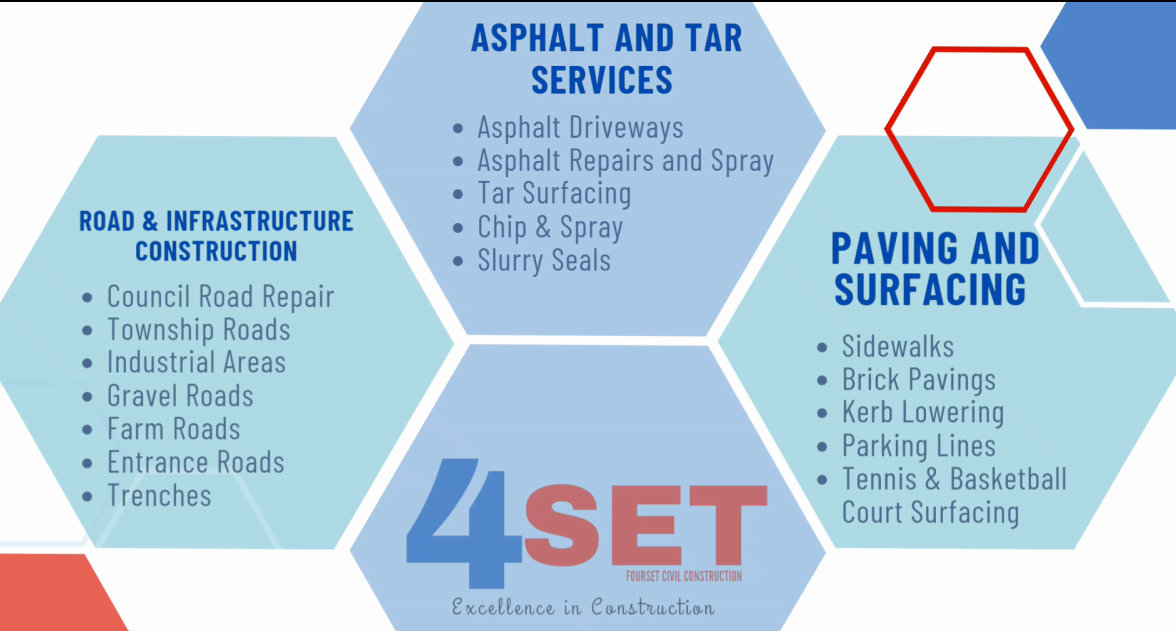 ASPHALT AND TAR
SERVICES
• Asphalt Driveways
• Asphalt Repairs and Spray
• Tar Surfacing
• Chip & Spray
• Slurry Seals
ROAD & INFRASTRUCTURE
CONSTRUCTION
• Council Road Repair
• Township Roads
• Industrial Areas
• Gravel Roads
• Farm Roads
• Entrance Roads
• Trenches
PAVING AND
SURFACING
• Sidewalks
• Brick Pavings
• Kerb Lowering
• Parking Lines
• Tennis & Basketball
Court Surfacing
4SET
FOURSET CIVIL CONSTRUCTION
Excellence in Construction